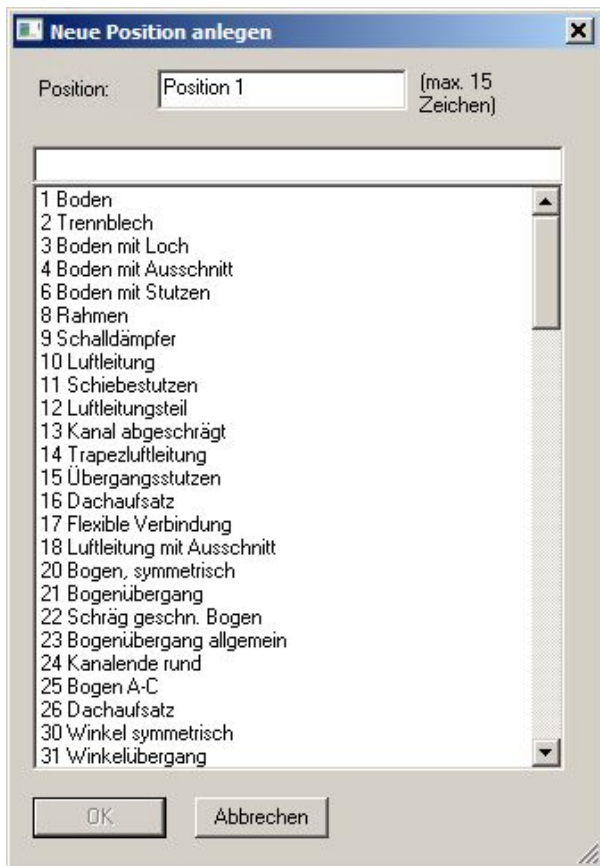 Neue Position anlegen
Position: Position 1 (max. 15
Zeichen)
1 Boden
2 Trennblech
3 Boden mit Loch
4 Boden mit Ausschnitt
6 Boden mit Stutzen
8 Rahmen
9 Schalldämpfer
10 Luftleitung
11 Schiebestutzen
12 Luftleitungsteil
13 Kanal abgeschrägt
14 Trapezluftleitung
15 Übergangsstutzen
16 Dachaufsatz
17 Flexible Verbindung
18 Luftleitung mit Ausschnitt
20 Bogen, symmetrisch
21 Bogenübergang
22 Schräg geschn. Bogen
23 Bogenübergang allgemein
24 Kanalende rund
25 Bogen A-C
26 Dachaufsatz
30 Winkel symmetrisch
31 Winkelübergang
OK Abbrechen